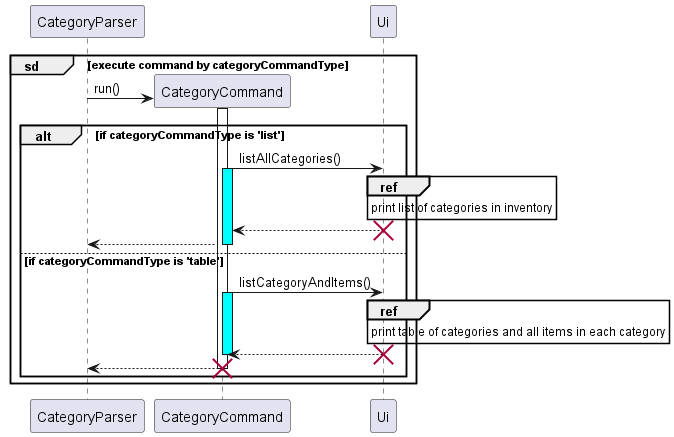 CategoryParser
Ui
sd
[execute command by categoryCommandType]
run()
CategoryCommand
alt
[if categoryCommandType is 'list']
listAllCategories()
ref
print list of categories in inventory
[if categoryCommandType is 'table']
listCategoryAndItems()
ref
print table of categories and all items in each category
CategoryParser
CategoryCommand
Ui